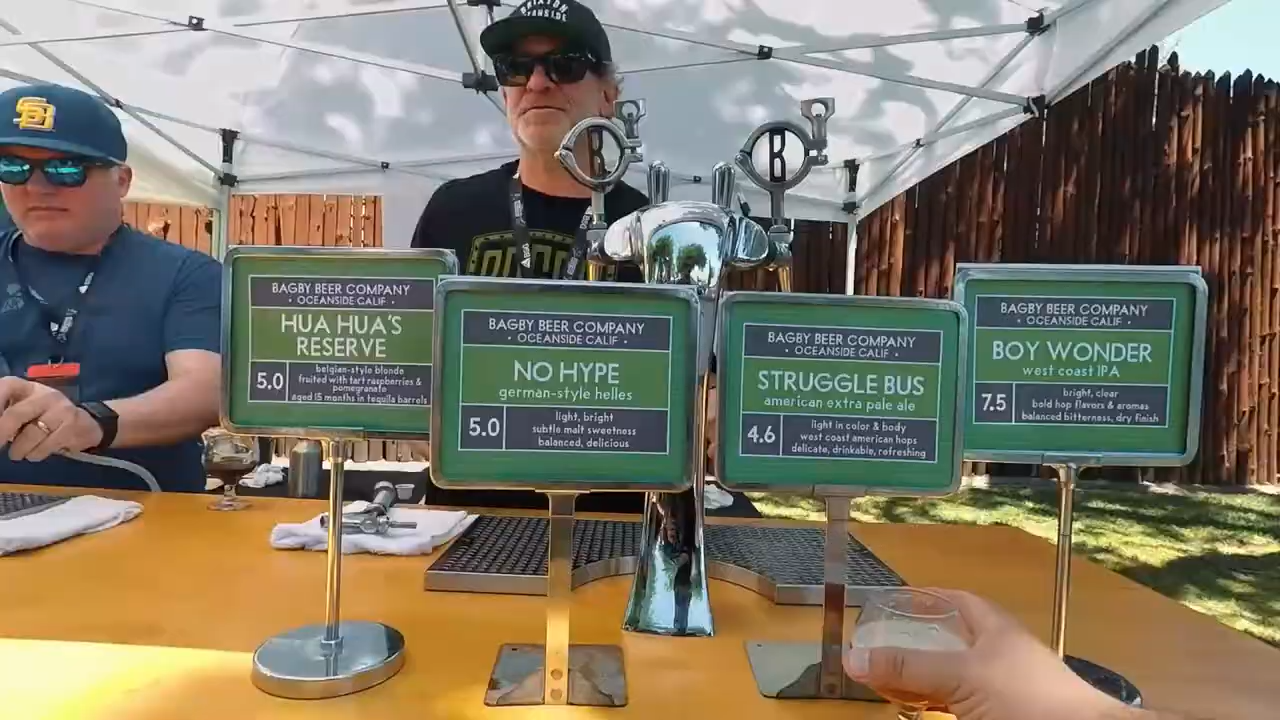 BRIXTON
SD
B
B
BAGBY BEER COMPANY
• OCEANSIDE CALIF •
HUA HUA'S
RESERVE
5.0
belgian-style blonde
fruited with tart raspberries &
pomegranate
aged 15 months in tequila barrels
BAGBY BEER COMPANY
• OCEANSIDE CALIF •
NO HYPE
german-style helles
5.0
light, bright
subtle malt sweetness
balanced, delicious
BAGBY BEER COMPANY
• OCEANSIDE CALIF •
STRUGGLE BUS
american extra pale ale
4.6
light in color & body
west coast american hops
delicate, drinkable, refreshing
BAGBY BEER COMPANY
• OCEANSIDE CALIF •
BOY WONDER
west coast IPA
7.5
bright, clear
bold hop flavors & aromas
balanced bitterness, dry finish